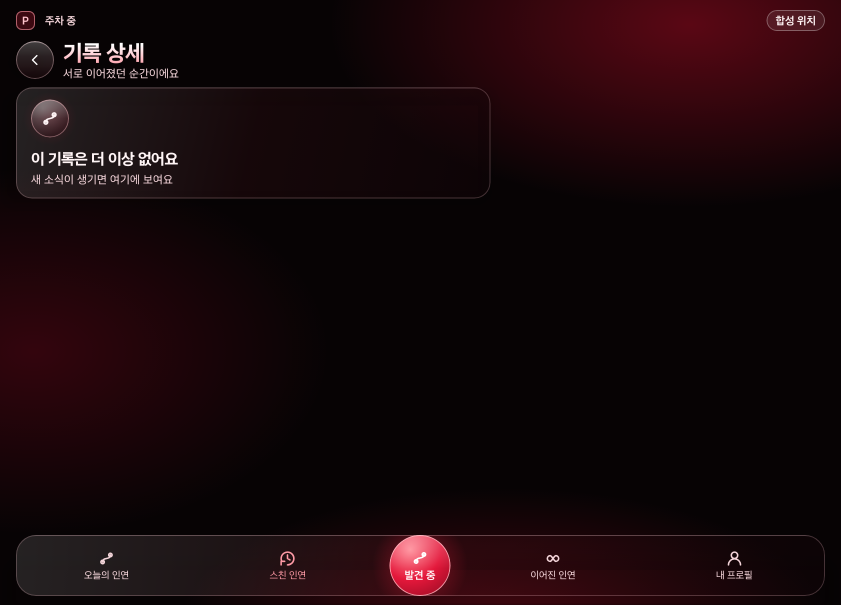 P 주차 중
합성 위치
기록 상세
서로 이어졌던 순간이에요
이 기록은 더 이상 없어요
새 소식이 생기면 여기에 보여요
오늘의 인연
스친 인연
발견 중
이어진 인연
내 프로필